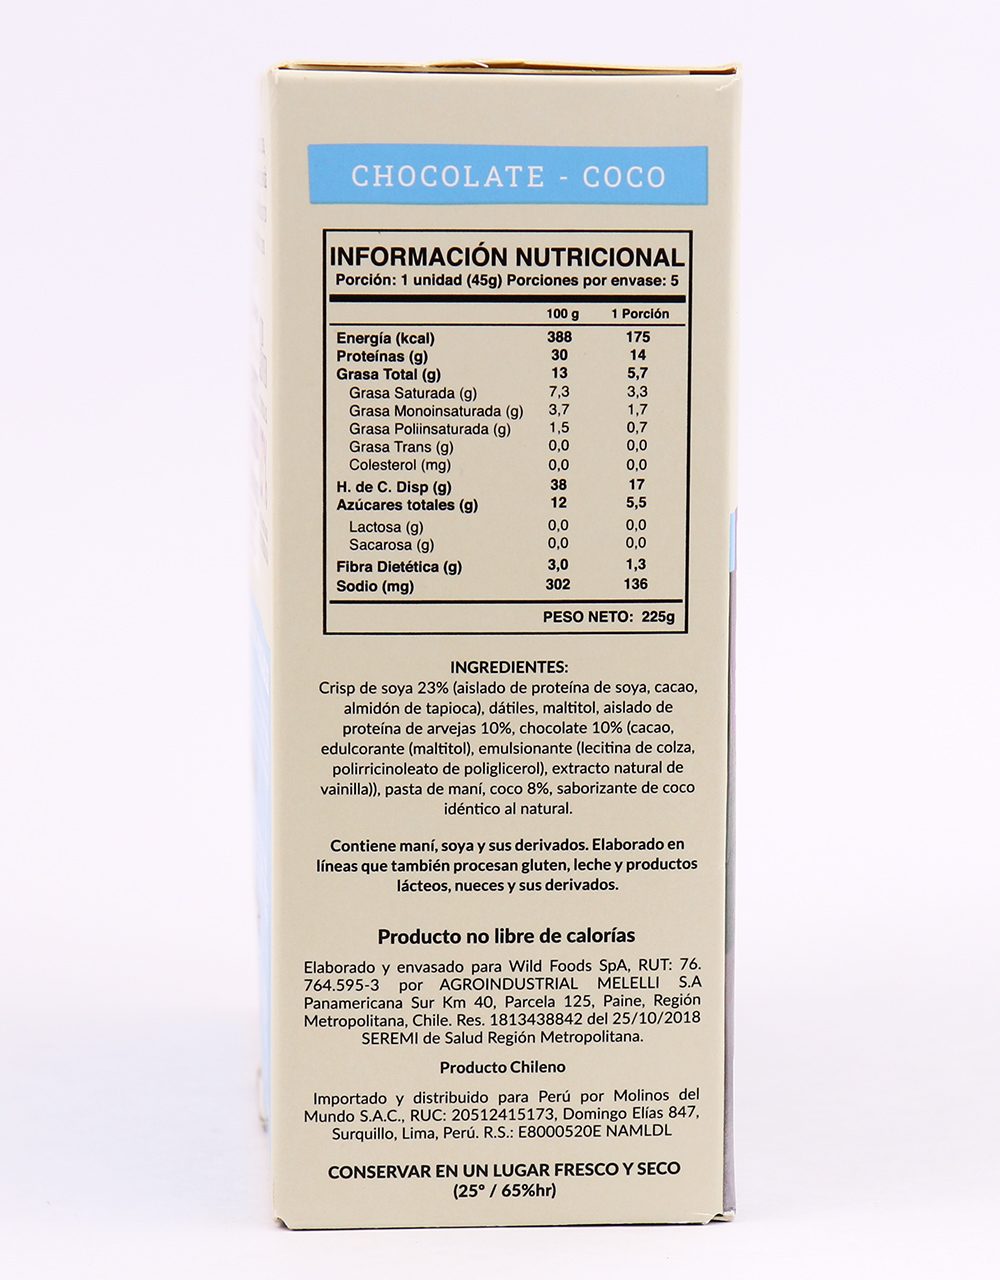 CHOCOLATE - COCO
INFORMACIÓN NUTRICIONAL
Porción: 1 unidad (45g) Porciones por envase: 5
100 g 1 Porción
Energía (kcal) 388 175
Proteínas (g) 30 14
Grasa Total (g) 13 5,7
Grasa Saturada (g) 7,3 3,3
Grasa Monoinsaturada (g) 3,7 1,7
Grasa Poliinsaturada (g) 1,5 0,7
Grasa Trans (g) 0,0 0,0
Colesterol (mg) 0,0 0,0
H. de C. Disp (g) 38 17
Azúcares totales (g) 12 5,5
Lactosa (g) 0,0 0,0
Sacarosa (g) 0,0 0,0
Fibra Dietética (g) 3,0 1,3
Sodio (mg) 302 136
PESO NETO: 225g
INGREDIENTES:
Crisp de soya 23% (aislado de proteína de soya, cacao,
almidón de tapioca), dátiles, maltitol, aislado de
proteína de arvejas 10%, chocolate 10% (cacao,
edulcorante (maltitol), emulsionante (lecitina de colza,
polirricinoleato de poliglicerol), extracto natural de
vainilla)), pasta de maní, coco 8%, saborizante de coco
idéntico al natural.
Contiene maní, soya y sus derivados. Elaborado en
líneas que también procesan gluten, leche y productos
lácteos, nueces y sus derivados.
Producto no libre de calorías
Elaborado y envasado para Wild Foods SpA, RUT: 76.
764.595-3 por AGROINDUSTRIAL MELELLI S.A
Panamericana Sur Km 40, Parcela 125, Paine, Región
Metropolitana, Chile. Res. 1813438842 del 25/10/2018
SEREMI de Salud Región Metropolitana.
Producto Chileno
Importado y distribuido para Perú por Molinos del
Mundo S.A.C., RUC: 20512415173, Domingo Elías 847,
Surquillo, Lima, Perú. R.S.: E8000520E NAMLDL
CONSERVAR EN UN LUGAR FRESCO Y SECO
(25° / 65%hr)